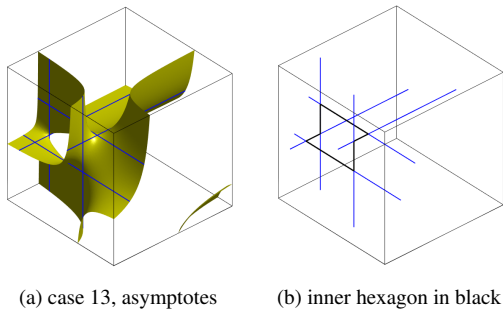 (a) case 13, asymptotes
(b) inner hexagon in black